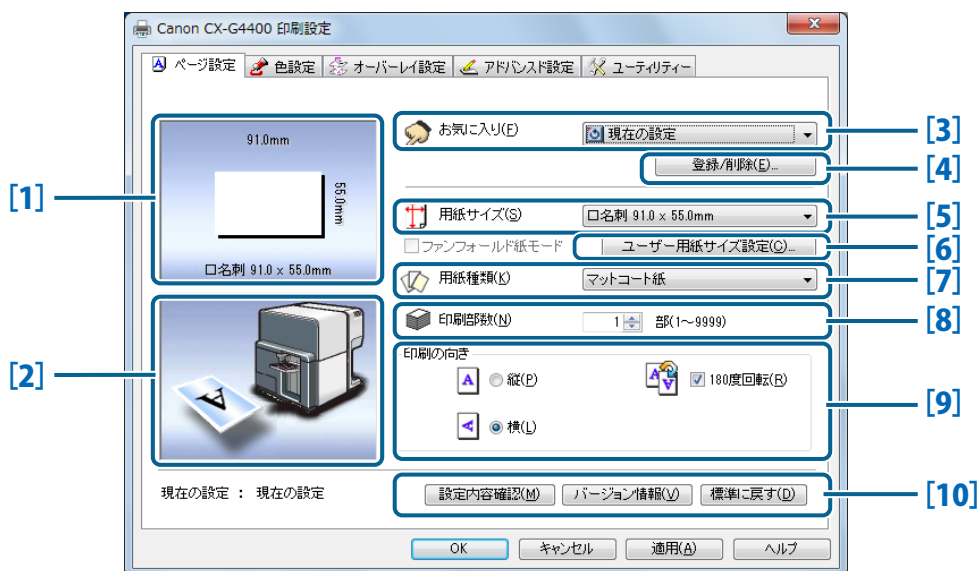 Canon CX-G4400 印刷設定
ページ設定 色設定 オーバーレイ設定 アドバンスド設定 ユーティリティー
[1]
91.0mm
55.0mm
口名刺 91.0 x 55.0mm
[2]
お気に入り(F) 現在の設定 [3]
登録/削除(E)... [4]
用紙サイズ(S) 口名刺 91.0 x 55.0mm [5]
ファンフォールド紙モード ユーザー用紙サイズ設定(C)... [6]
用紙種類(K) マットコート紙 [7]
印刷部数(N) 1 部(1～9999) [8]
印刷の向き
A 縦(P) A A 180度回転(R) [9]
A 横(L)
現在の設定 ： 現在の設定 設定内容確認(M) バージョン情報(V) 標準に戻す(D) [10]
OK キャンセル 適用(A) ヘルプ